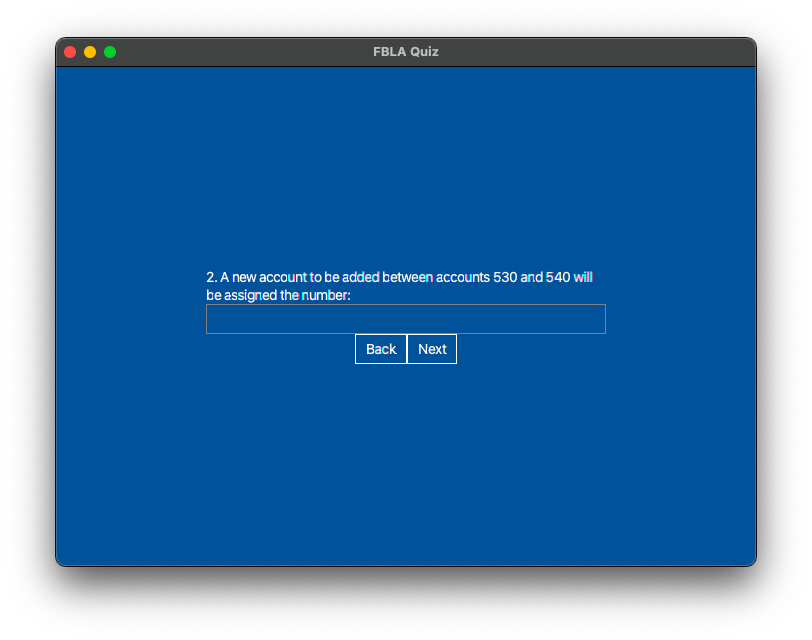 FBLA Quiz
2. A new account to be added between accounts 530 and 540 will
be assigned the number:
Back
Next